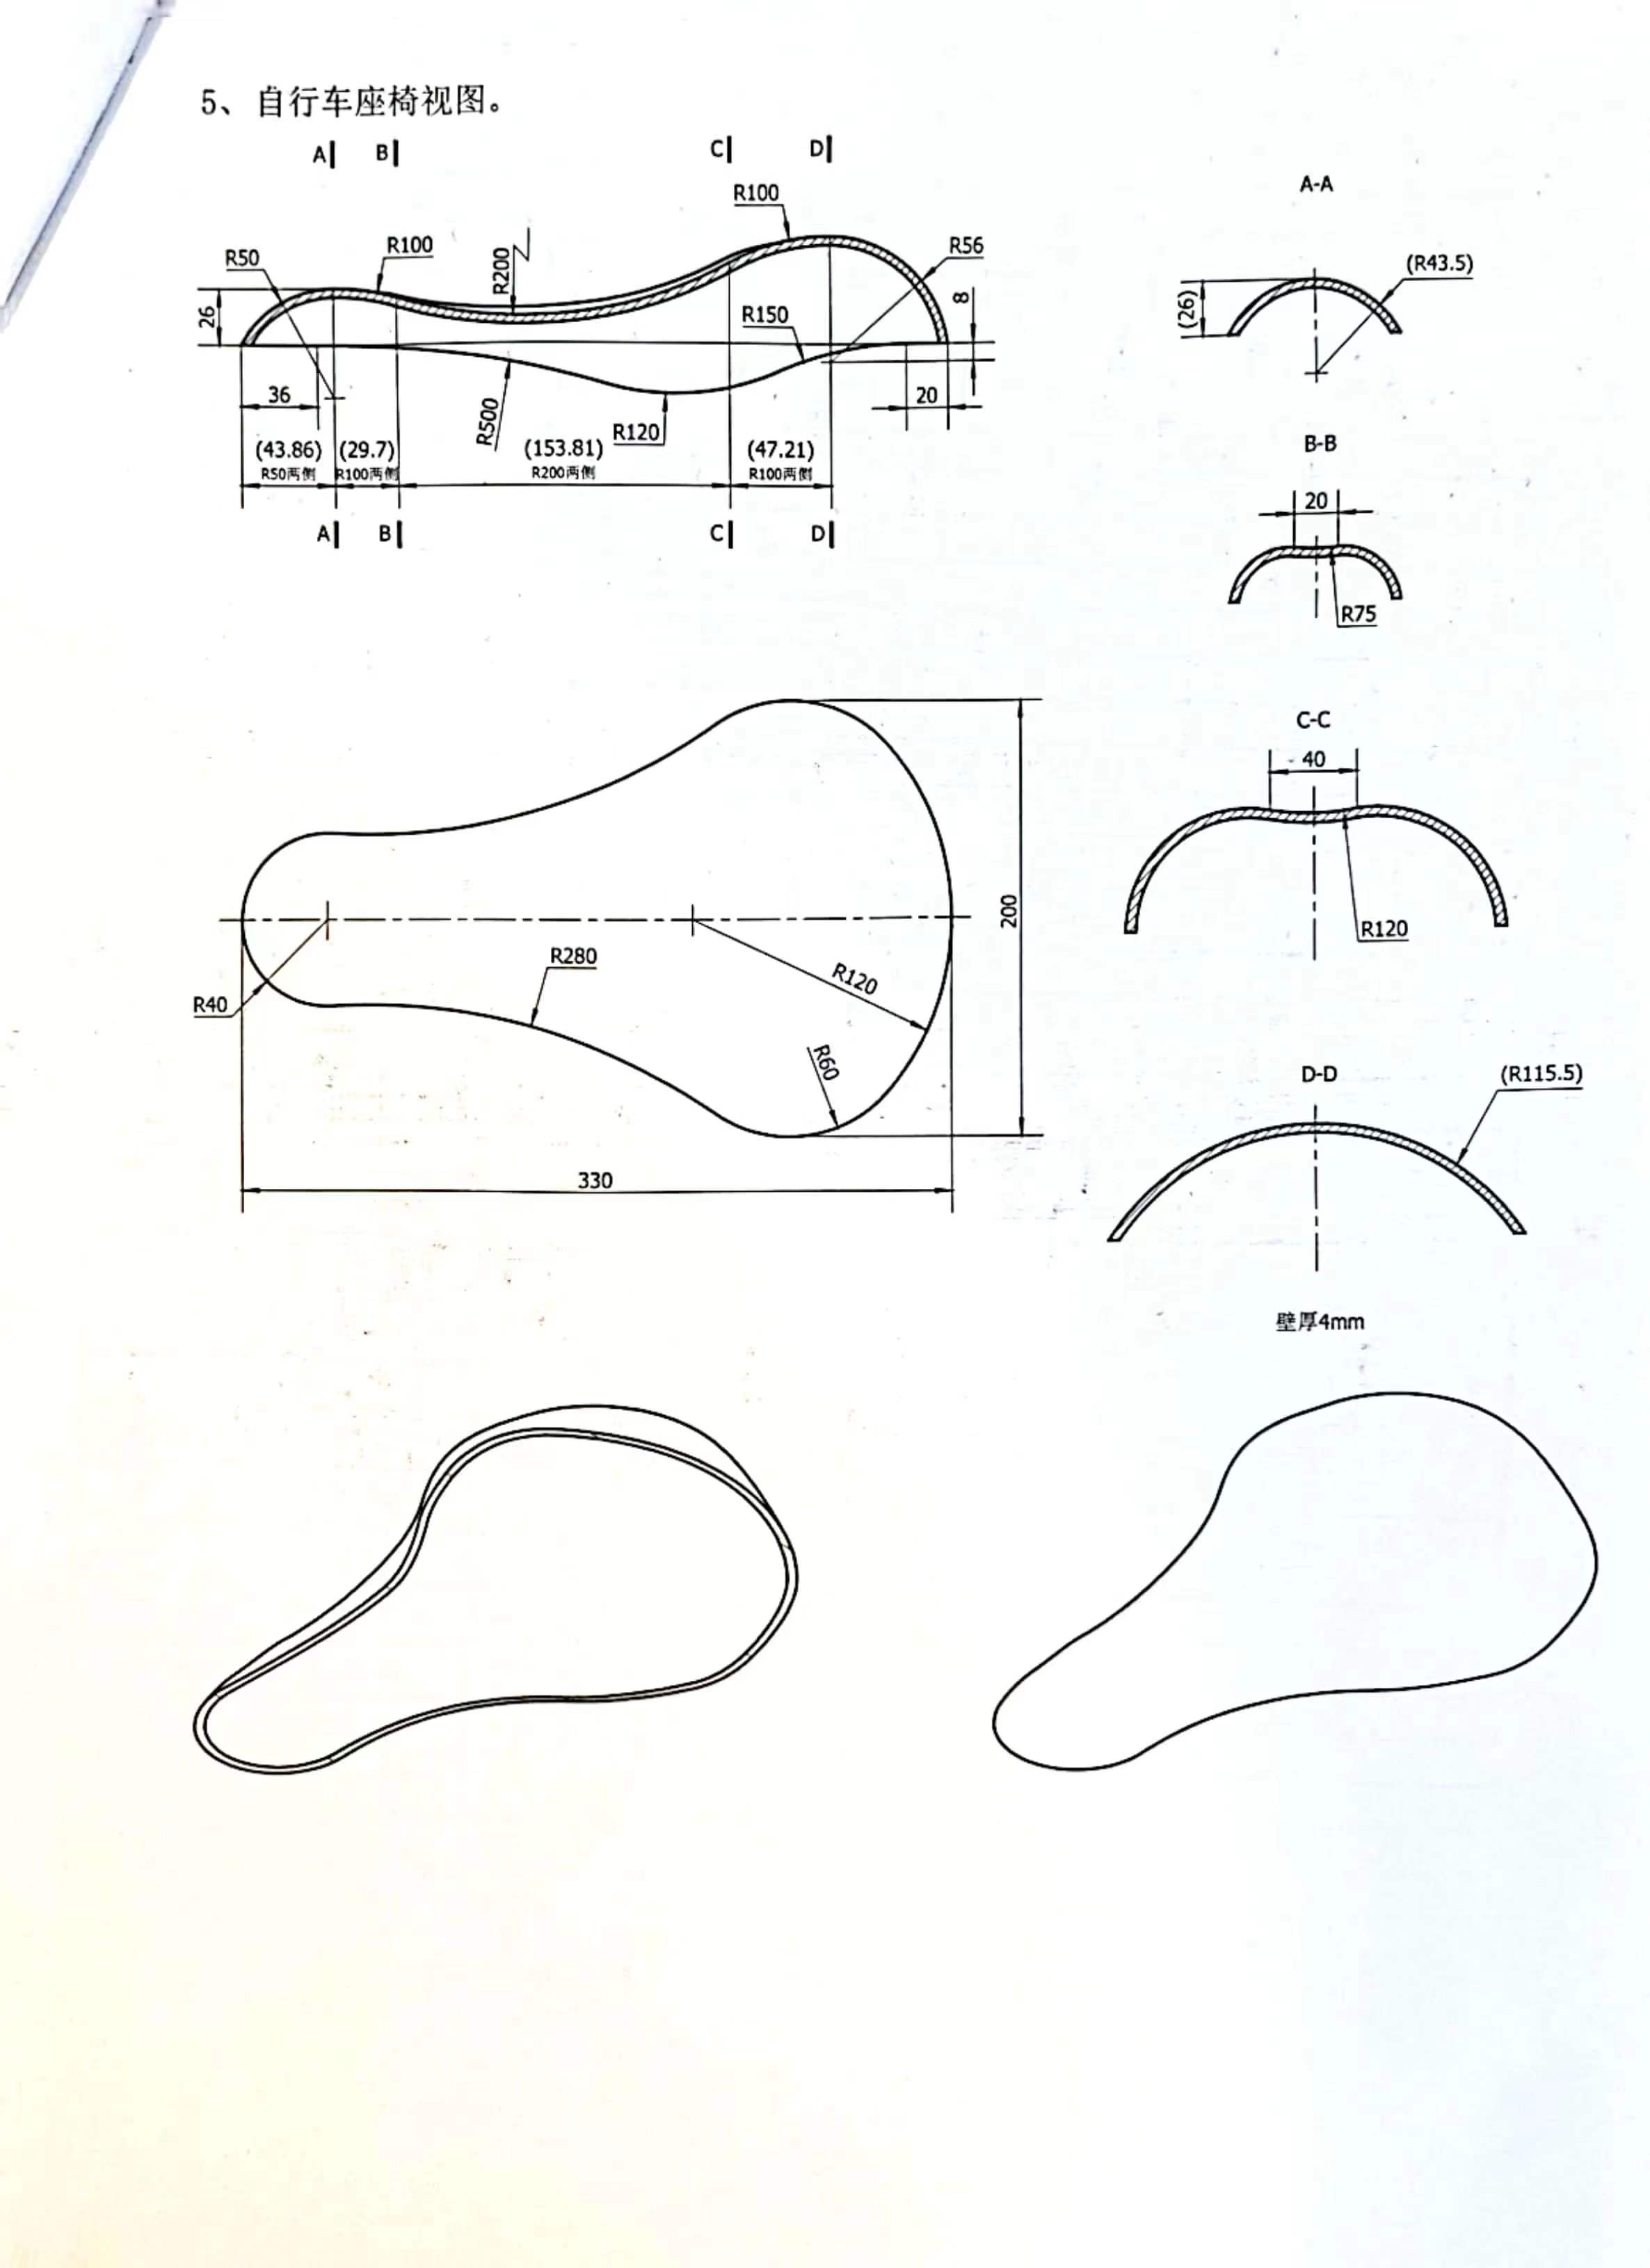 5、自行车座椅视图。
A B C D
R50
R100
R200
R100
R56
26
R150
8
36
R500
R120
20
(43.86)
R50两侧
(29.7)
R100两侧
(153.81)
R200两侧
(47.21)
R100两侧
A B C D
A-A
(26)
(R43.5)
B-B
20
R75
C-C
40
R120
R40
R280
R120
R60
200
330
D-D
(R115.5)
壁厚4mm